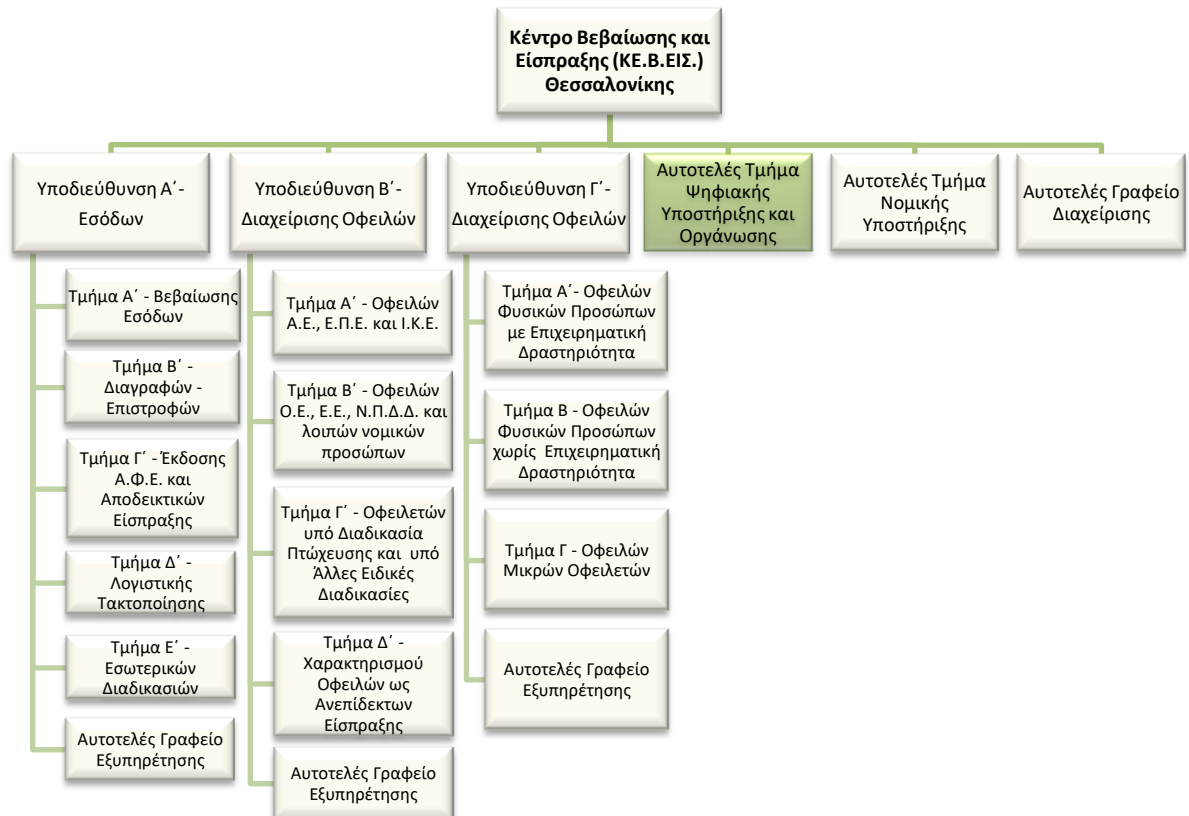 Κέντρο Βεβαίωσης και
Είσπραξης (ΚΕ.Β.ΕΙΣ.)
Θεσσαλονίκης
Υποδιεύθυνση Α΄-
Εσόδων
Υποδιεύθυνση Β΄-
Διαχείρισης Οφειλών
Υποδιεύθυνση Γ΄-
Διαχείρισης Οφειλών
Αυτοτελές Τμήμα
Ψηφιακής
Υποστήριξης και
Οργάνωσης
Αυτοτελές Τμήμα
Νομικής
Υποστήριξης
Αυτοτελές Γραφείο
Διαχείρισης
Τμήμα Α΄ - Βεβαίωσης
Εσόδων
Τμήμα Β΄ -
Διαγραφών -
Επιστροφών
Τμήμα Γ΄ - Έκδοσης
Α.Φ.Ε. και
Αποδεικτικών
Είσπραξης
Τμήμα Δ΄ -
Λογιστικής
Τακτοποίησης
Τμήμα Ε΄ -
Εσωτερικών
Διαδικασιών
Αυτοτελές Γραφείο
Εξυπηρέτησης
Τμήμα Α΄ - Οφειλών
Α.Ε., Ε.Π.Ε. και Ι.Κ.Ε.
Τμήμα Β΄ - Οφειλών
Ο.Ε., Ε.Ε., Ν.Π.Δ.Δ. και
λοιπών νομικών
προσώπων
Τμήμα Γ΄ - Οφειλετών
υπό Διαδικασία
Πτώχευσης και υπό
Άλλες Ειδικές
Διαδικασίες
Τμήμα Δ΄ -
Χαρακτηρισμού
Οφειλών ως
Ανεπίδεκτων
Είσπραξης
Αυτοτελές Γραφείο
Εξυπηρέτησης
Τμήμα Α΄- Οφειλών
Φυσικών Προσώπων
με Επιχειρηματική
Δραστηριότητα
Τμήμα Β - Οφειλών
Φυσικών Προσώπων
χωρίς Επιχειρηματική
Δραστηριότητα
Τμήμα Γ - Οφειλών
Μικρών Οφειλετών
Αυτοτελές Γραφείο
Εξυπηρέτησης